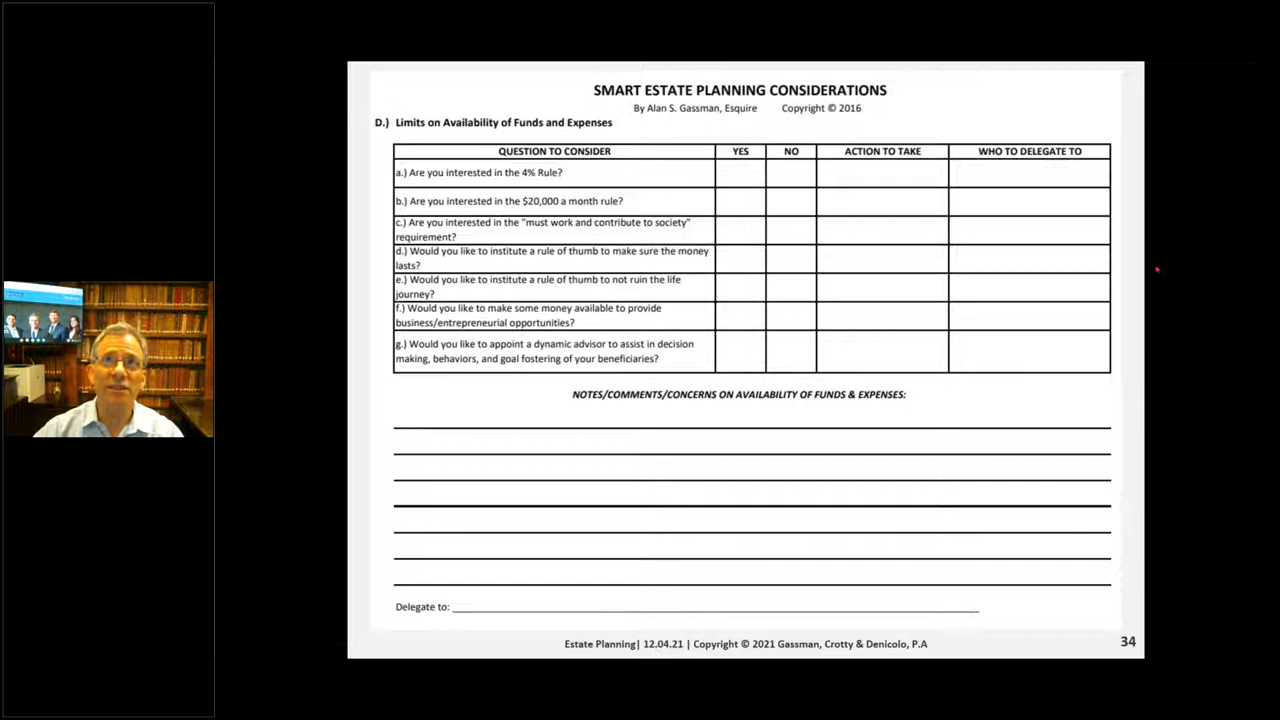 SMART ESTATE PLANNING CONSIDERATIONS
By Alan S. Gassman, Esquire Copyright © 2016
D.) Limits on Availability of Funds and Expenses
QUESTION TO CONSIDER YES NO ACTION TO TAKE WHO TO DELEGATE TO
a.) Are you interested in the 4% Rule?
b.) Are you interested in the $20,000 a month rule?
c.) Are you interested in the "must work and contribute to society"
requirement?
d.) Would you like to institute a rule of thumb to make sure the money
lasts?
e.) Would you like to institute a rule of thumb to not ruin the life
journey?
f.) Would you like to make some money available to provide
business/entrepreneurial opportunities?
g.) Would you like to appoint a dynamic advisor to assist in decision
making, behaviors, and goal fostering of your beneficiaries?
NOTES/COMMENTS/CONCERNS ON AVAILABILITY OF FUNDS & EXPENSES:
Delegate to:
Estate Planning| 12.04.21 | Copyright © 2021 Gassman, Crotty & Denicolo, P.A
34